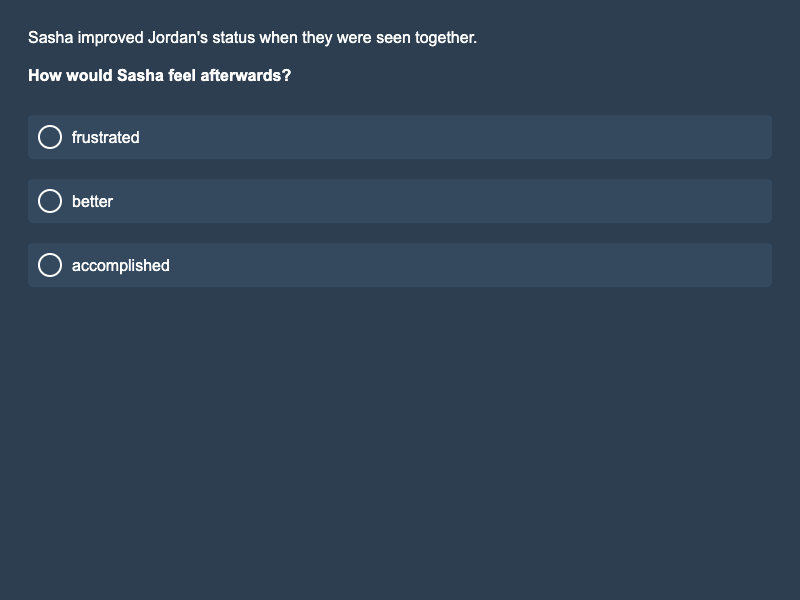 Sasha improved Jordan's status when they were seen together.
How would Sasha feel afterwards?
frustrated
better
accomplished